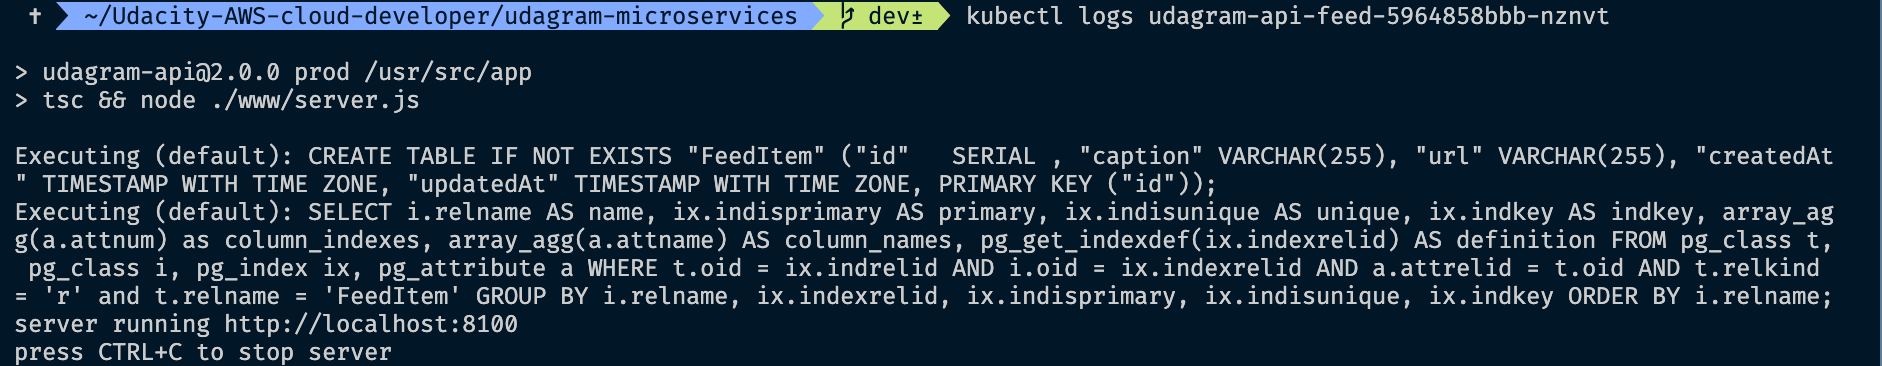 ✝ ~/Udacity-AWS-cloud-developer/udagram-microservices dev± kubectl logs udagram-api-feed-5964858bbb-nznvt
> udagram-api@2.0.0 prod /usr/src/app
> tsc && node ./www/server.js
Executing (default): CREATE TABLE IF NOT EXISTS "FeedItem" ("id"   SERIAL , "caption" VARCHAR(255), "url" VARCHAR(255), "createdAt
" TIMESTAMP WITH TIME ZONE, "updatedAt" TIMESTAMP WITH TIME ZONE, PRIMARY KEY ("id"));
Executing (default): SELECT i.relname AS name, ix.indisprimary AS primary, ix.indisunique AS unique, ix.indkey AS indkey, array_ag
g(a.attnum) as column_indexes, array_agg(a.attname) AS column_names, pg_get_indexdef(ix.indexrelid) AS definition FROM pg_class t,
 pg_class i, pg_index ix, pg_attribute a WHERE t.oid = ix.indrelid AND i.oid = ix.indexrelid AND a.attrelid = t.oid AND t.relkind
= 'r' and t.relname = 'FeedItem' GROUP BY i.relname, ix.indexrelid, ix.indisprimary, ix.indisunique, ix.indkey ORDER BY i.relname;
server running http://localhost:8100
press CTRL+C to stop server